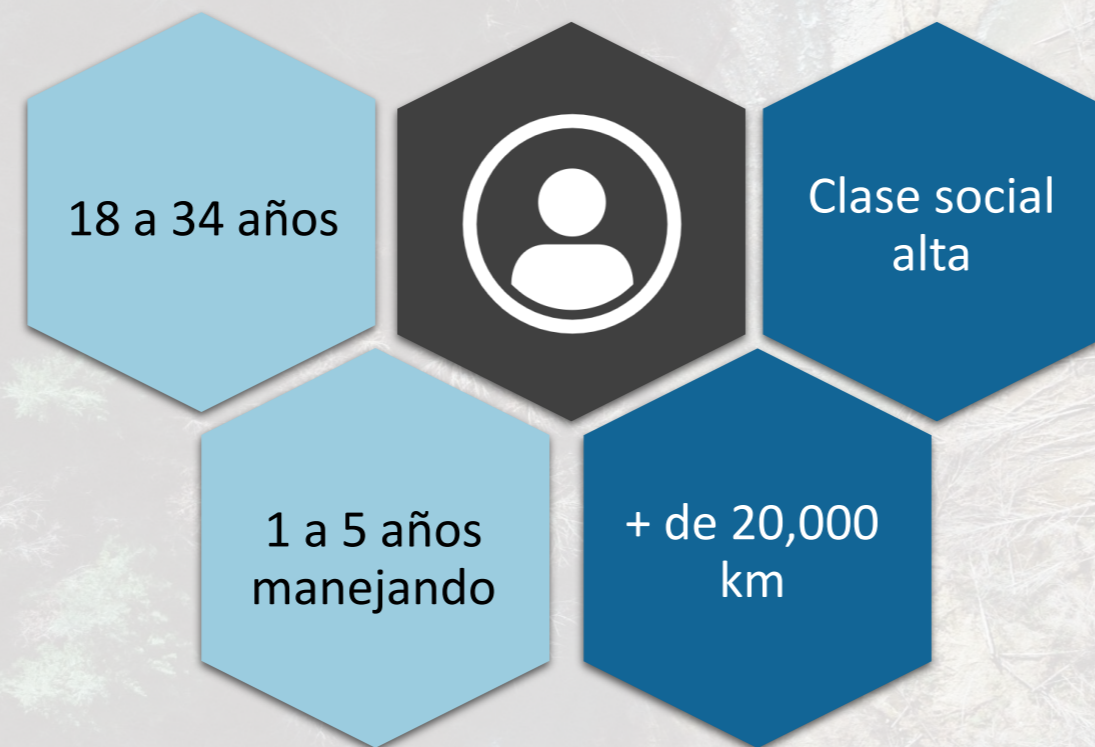 18 a 34 años
Clase social
alta
1 a 5 años
manejando
+ de 20,000
km